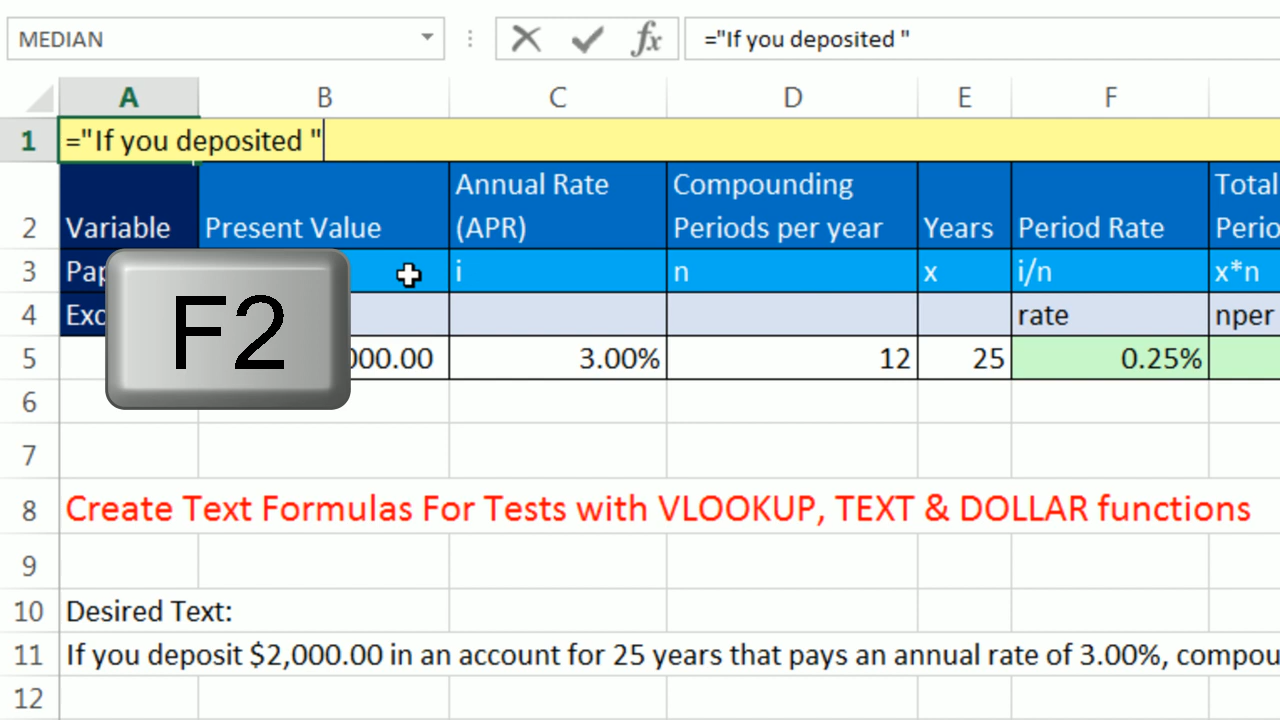 MEDIAN
="If you deposited "
A B C D E F
1 ="If you deposited "
Annual Rate Compounding Total
2 Variable Present Value (APR) Periods per year Years Period Rate Perio
3 Pap i n x i/n x*n
4 Exc rate nper
5 000.00 3.00% 12 25 0.25%
F2
6
7
8 Create Text Formulas For Tests with VLOOKUP, TEXT & DOLLAR functions
9
10 Desired Text:
11 If you deposit $2,000.00 in an account for 25 years that pays an annual rate of 3.00%, compou
12